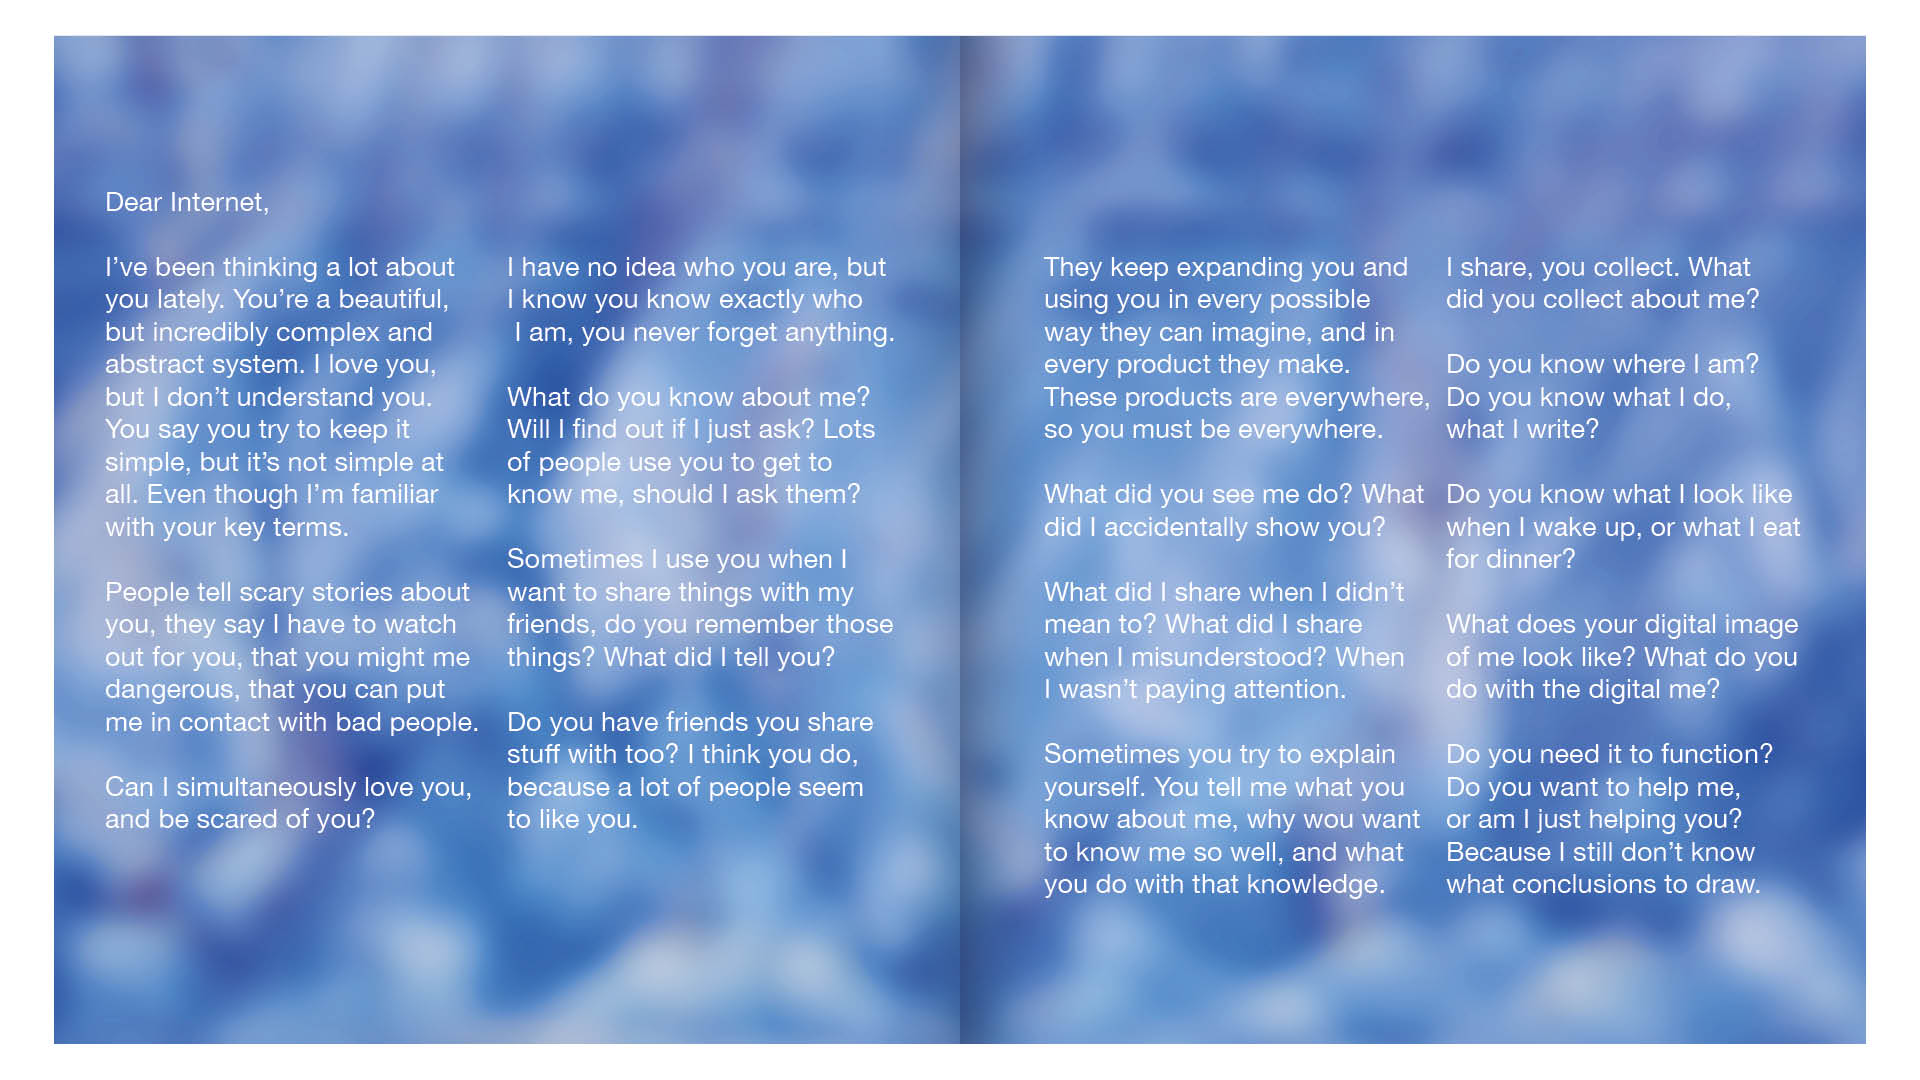 Dear Internet,
I’ve been thinking a lot about
you lately. You’re a beautiful,
but incredibly complex and
abstract system. I love you,
but I don’t understand you.
You say you try to keep it
simple, but it’s not simple at
all. Even though I’m familiar
with your key terms.
People tell scary stories about
you, they say I have to watch
out for you, that you might me
dangerous, that you can put
me in contact with bad people.
Can I simultaneously love you,
and be scared of you?
I have no idea who you are, but
I know you know exactly who
I am, you never forget anything.
What do you know about me?
Will I find out if I just ask? Lots
of people use you to get to
know me, should I ask them?
Sometimes I use you when I
want to share things with my
friends, do you remember those
things? What did I tell you?
Do you have friends you share
stuff with too? I think you do,
because a lot of people seem
to like you.
They keep expanding you and
using you in every possible
way they can imagine, and in
every product they make.
These products are everywhere,
so you must be everywhere.
What did you see me do? What
did I accidentally show you?
What did I share when I didn’t
mean to? What did I share
when I misunderstood? When
I wasn’t paying attention.
Sometimes you try to explain
yourself. You tell me what you
know about me, why wou want
to know me so well, and what
you do with that knowledge.
I share, you collect. What
did you collect about me?
Do you know where I am?
Do you know what I do,
what I write?
Do you know what I look like
when I wake up, or what I eat
for dinner?
What does your digital image
of me look like? What do you
do with the digital me?
Do you need it to function?
Do you want to help me,
or am I just helping you?
Because I still don’t know
what conclusions to draw.